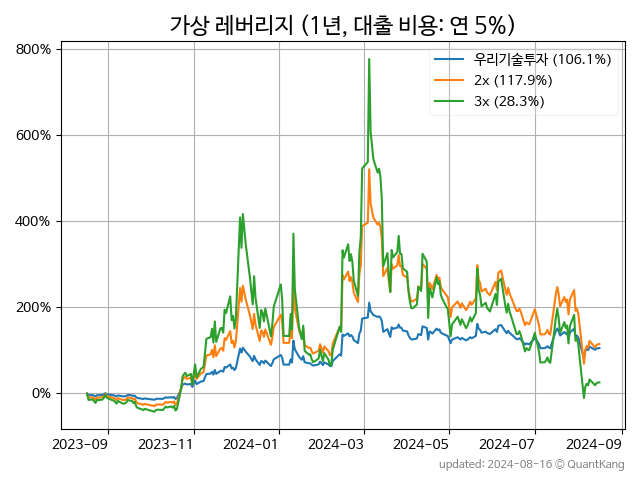 가상 레버리지 (1년, 대출 비용: 연 5%)
800%
600%
400%
200%
0%
우리기술투자 (106.1%)
2x (117.9%)
3x (28.3%)
2023-09 2023-11 2024-01 2024-03 2024-05 2024-07 2024-09
updated: 2024-08-16 © QuantKang